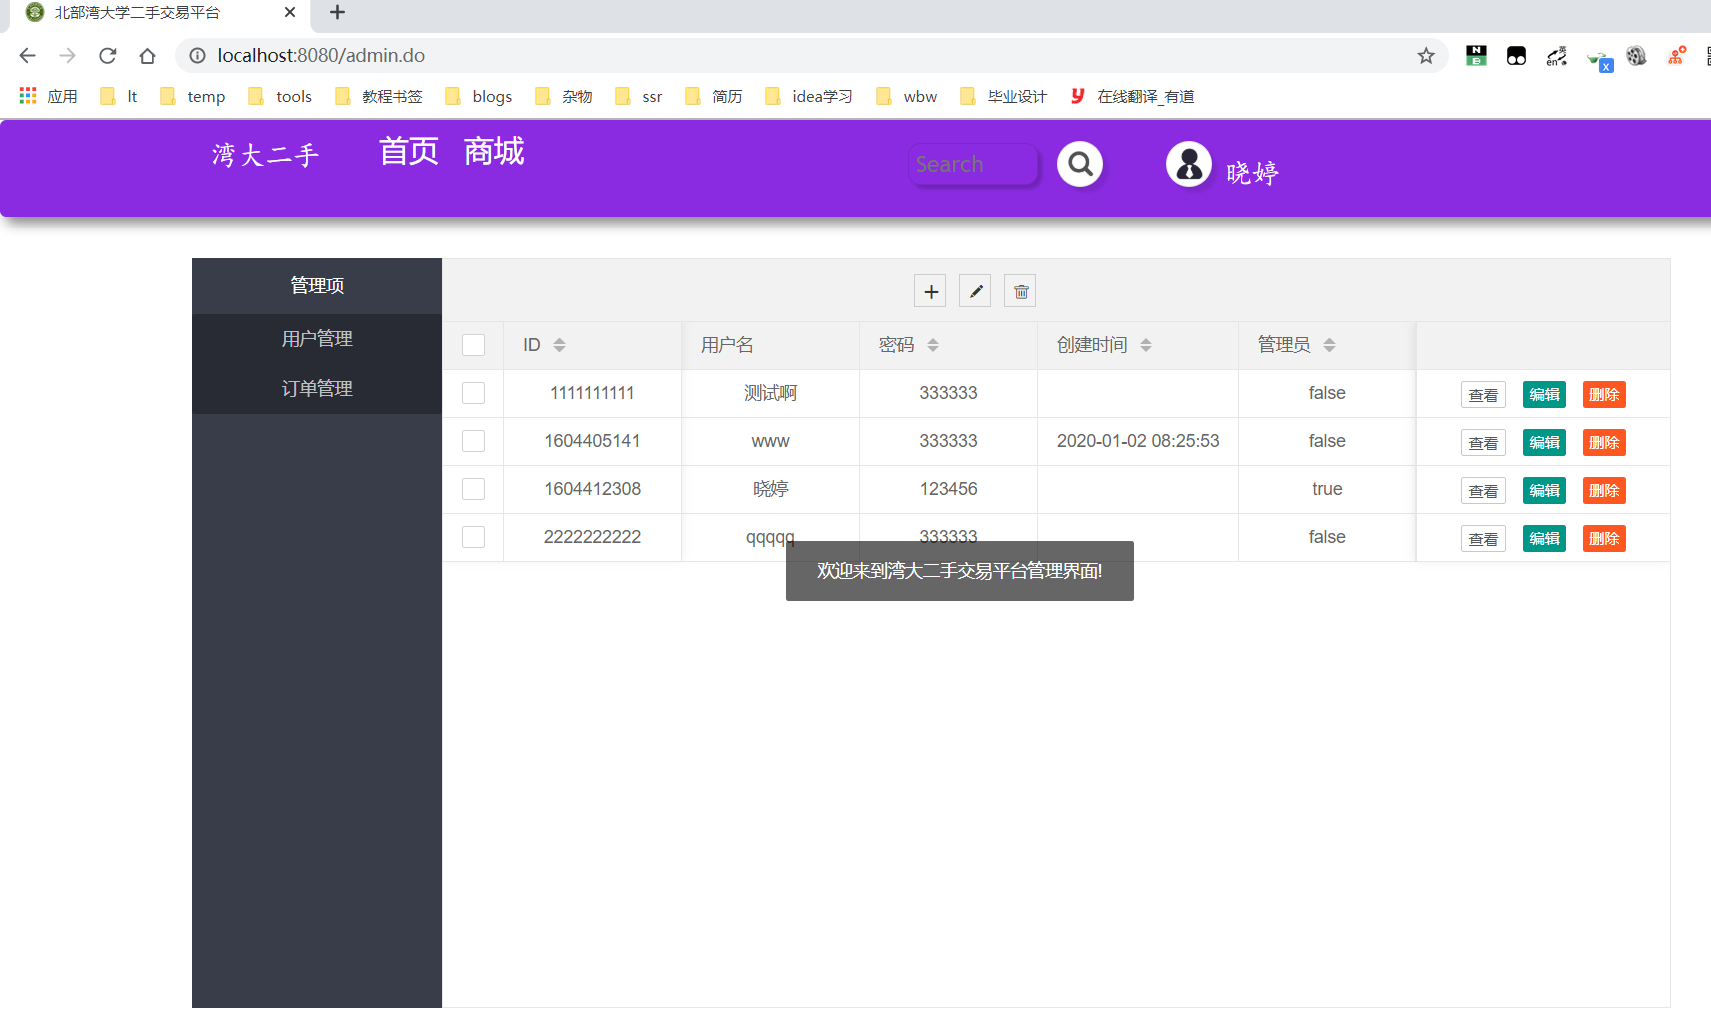 北部湾大学二手交易平台
localhost:8080/admin.do
应用 lt temp tools 教程书签 blogs 杂物 ssr 简历 idea学习 wbw 毕业设计 在线翻译_有道
湾大二手 首页 商城 Search 晓婷
管理项
用户管理
订单管理
ID 用户名 密码 创建时间 管理员
1111111111 测试啊 333333 false 查看 编辑 删除
1604405141 www 333333 2020-01-02 08:25:53 false 查看 编辑 删除
1604412308 晓婷 123456 true 查看 编辑 删除
2222222222 qqqqq 333333 false 查看 编辑 删除
欢迎来到湾大二手交易平台管理界面!